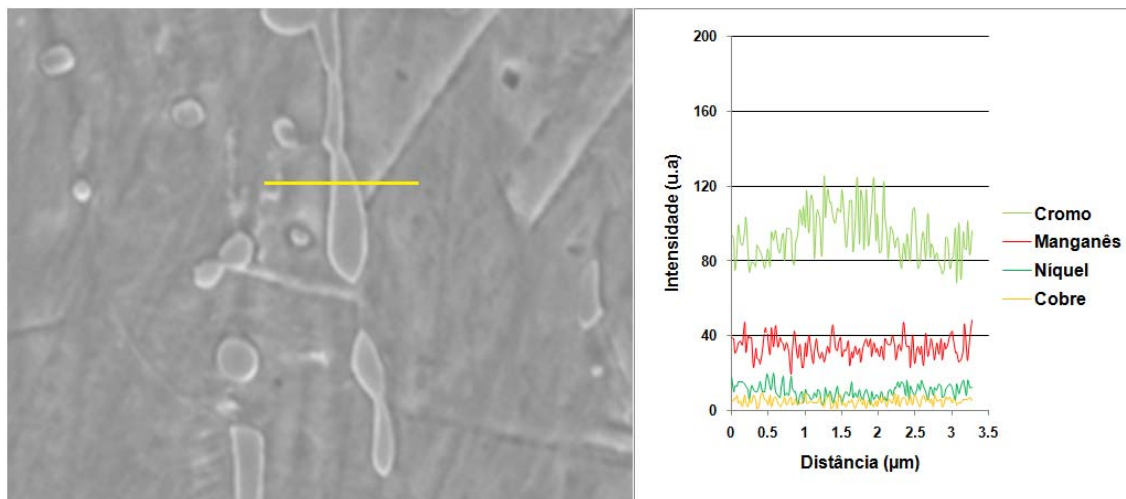 200
160
120
80
40
0
Intensidade (u.a)
0 0.5 1 1.5 2 2.5 3 3.5
Distância (µm)
Cromo
Manganês
Níquel
Cobre